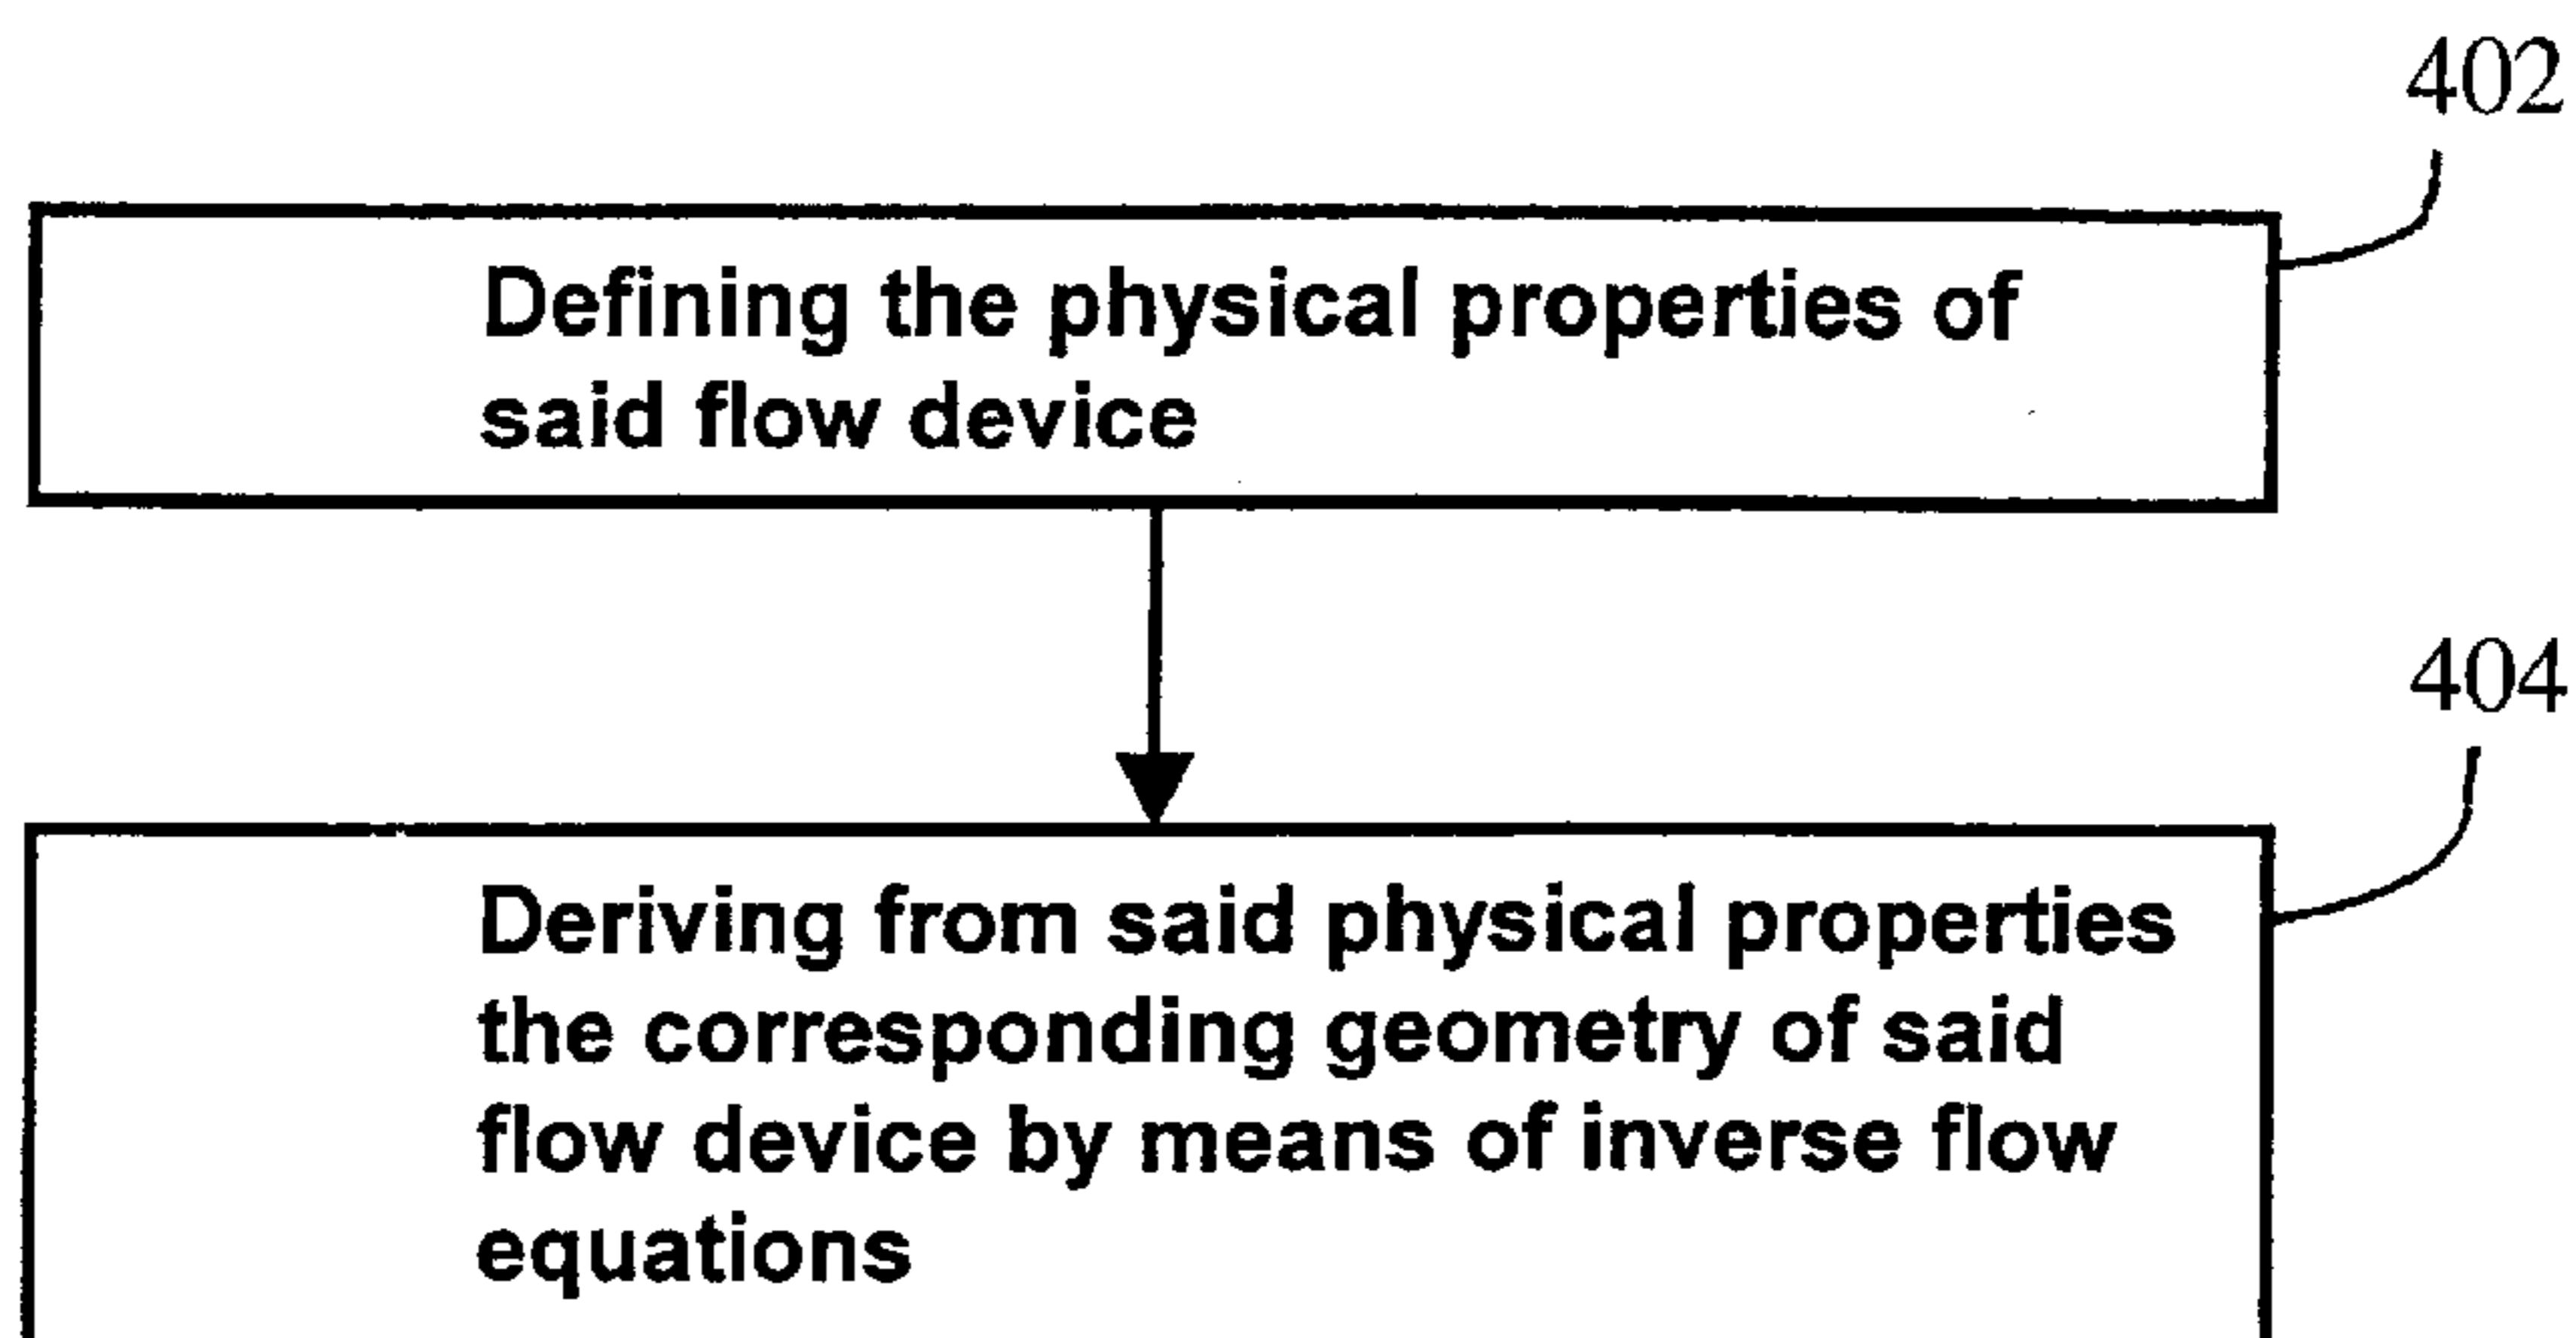 402
Defining the physical properties of
said flow device
404
Deriving from said physical properties
the corresponding geometry of said
flow device by means of inverse flow
equations